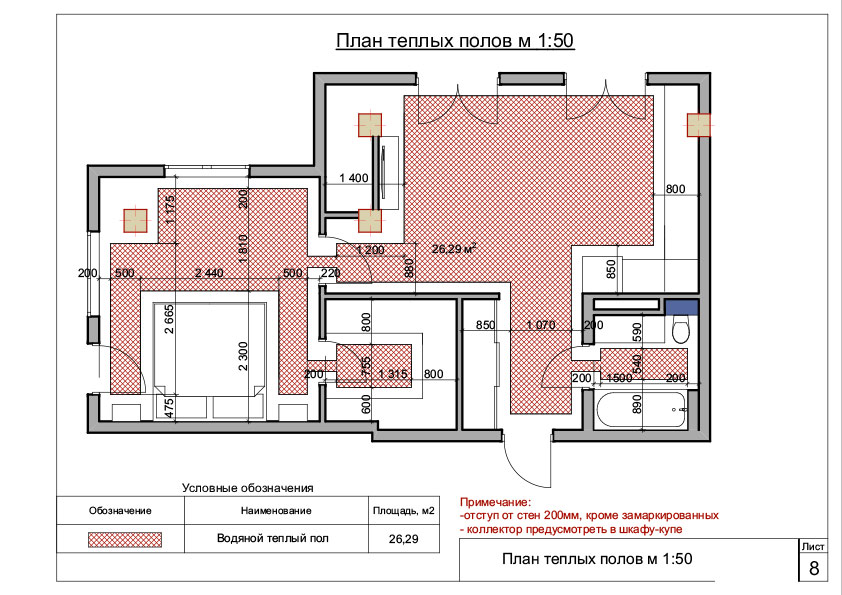 План теплых полов м 1:50
1 400
800
1 175
200
1 810
1 200
26,29 м²
880
850
200
500
2 440
500
220
2 665
2 300
475
800
755
1 315
800
600
200
850
1 070
200
590
540
200
1500
200
890
Условные обозначения
Обозначение
Наименование
Площадь, м2
Водяной теплый пол
26,29
Примечание:
-отступ от стен 200мм, кроме замаркированных
- коллектор предусмотреть в шкафу-купе
План теплых полов м 1:50
Лист
8